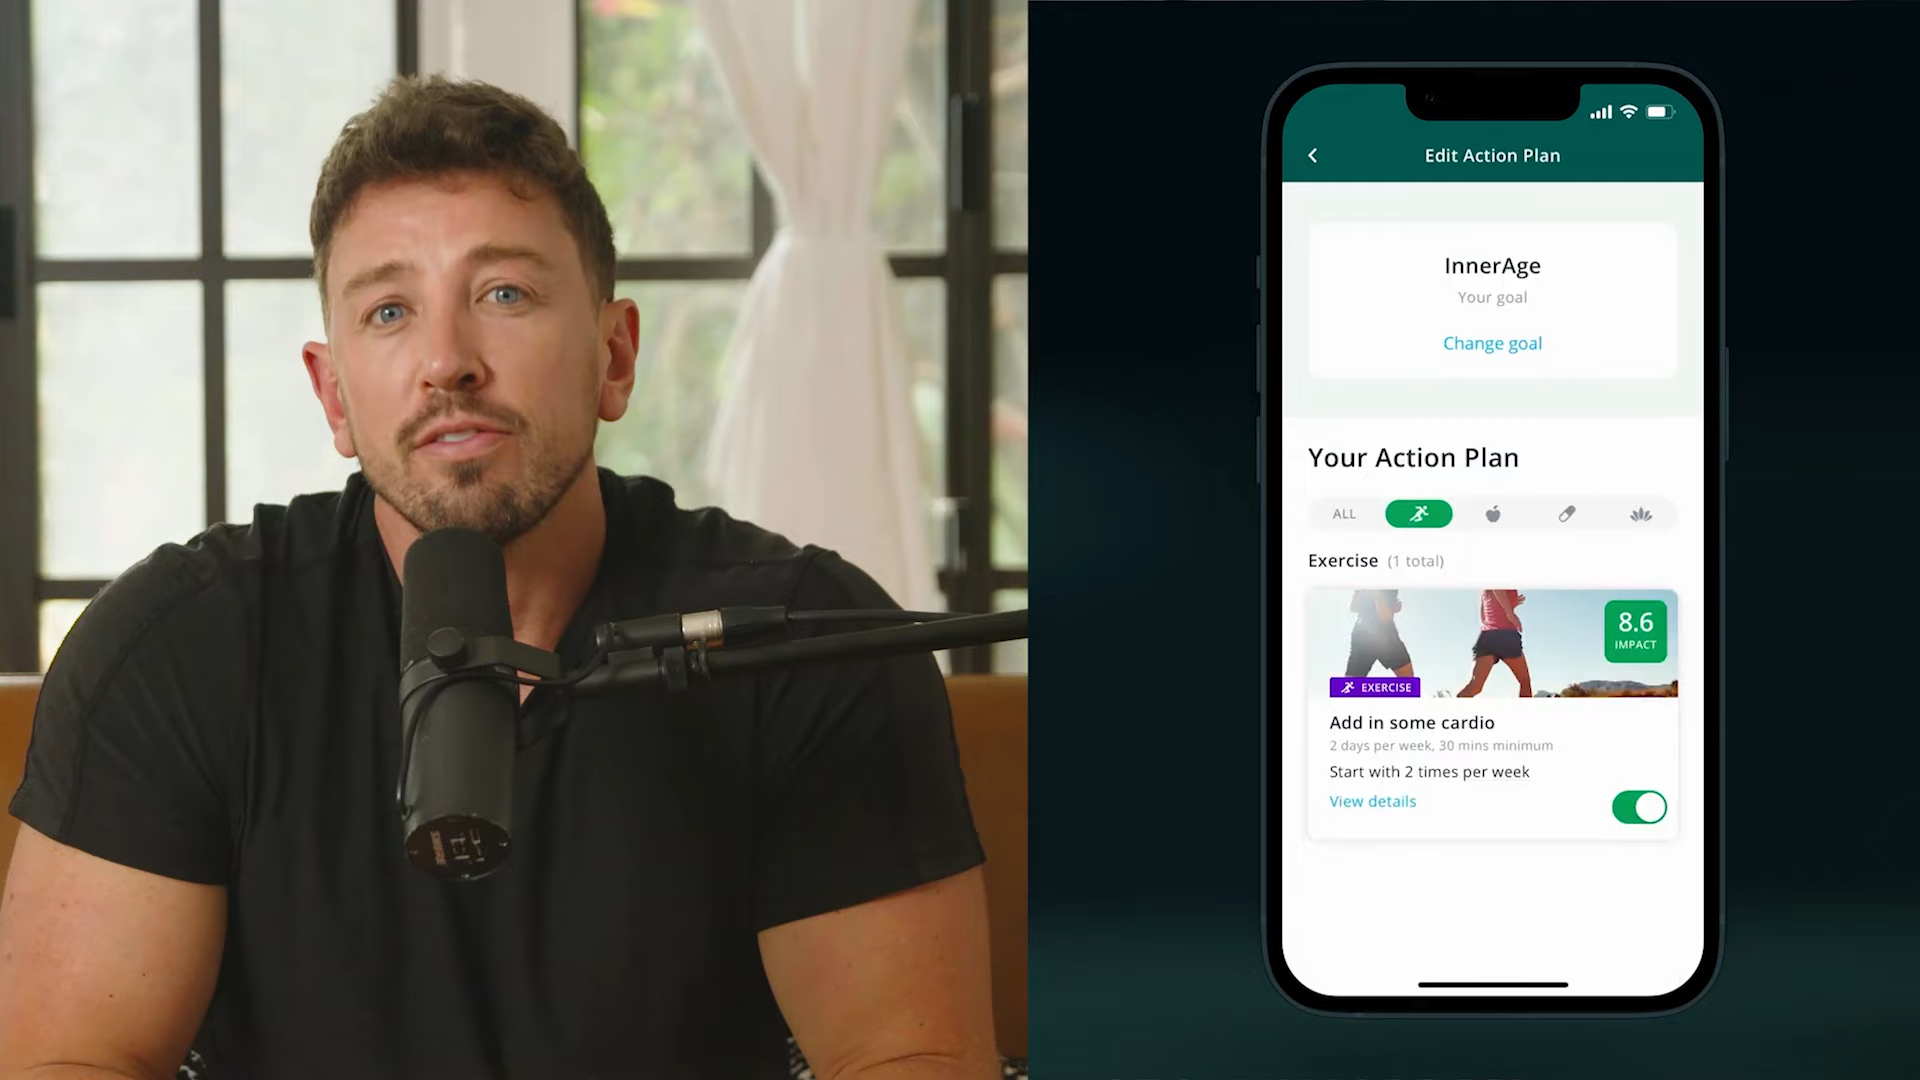 Edit Action Plan
InnerAge
Your goal
Change goal
Your Action Plan
ALL
Exercise (1 total)
8.6
IMPACT
EXERCISE
Add in some cardio
2 days per week, 30 mins minimum
Start with 2 times per week
View details